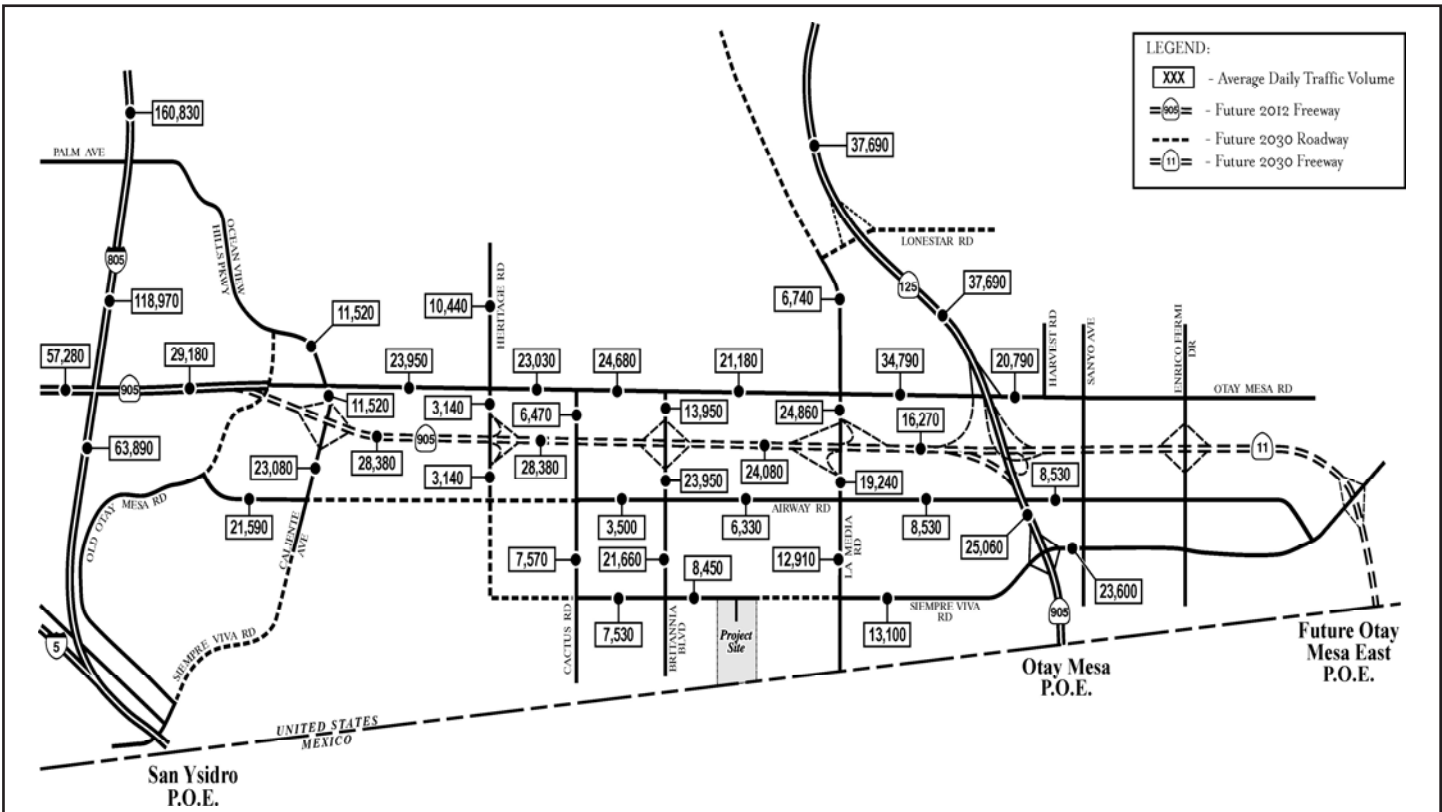 LEGEND:
XXX - Average Daily Traffic Volume
905 - Future 2012 Freeway
- Future 2030 Roadway
11 - Future 2030 Freeway
160,830
PALM AVE
37,690
OCEAN VIEW
HILLS PKWY
LONESTAR RD
805
118,970
125
37,690
11,520
10,440
HERITAGE RD
6,740
HARVEST RD
SANYO AVE
ENRICO FERMI
DR
57,280
29,180
23,950
23,030
24,680
21,180
34,790
20,790
905
OTAY MESA RD
11,520
3,140
6,470
13,950
24,860
16,270
63,890
28,380
905
28,380
24,080
11
23,080
3,140
23,950
19,240
8,530
OLD OTAY MESA RD
21,590
CALIENTE
AVE
3,500
6,330
AIRWAY RD
8,530
LA MEDIA
RD
25,060
7,570
21,660
8,450
12,910
23,600
SIEMPRE VIVA RD
5
SIEMPRE VIVA RD
CACTUS RD
7,530
BRITANNIA
BLVD
Project
Site
13,100
905
Otay Mesa
P.O.E.
Future Otay
Mesa East
P.O.E.
UNITED STATES
MEXICO
San Ysidro
P.O.E.